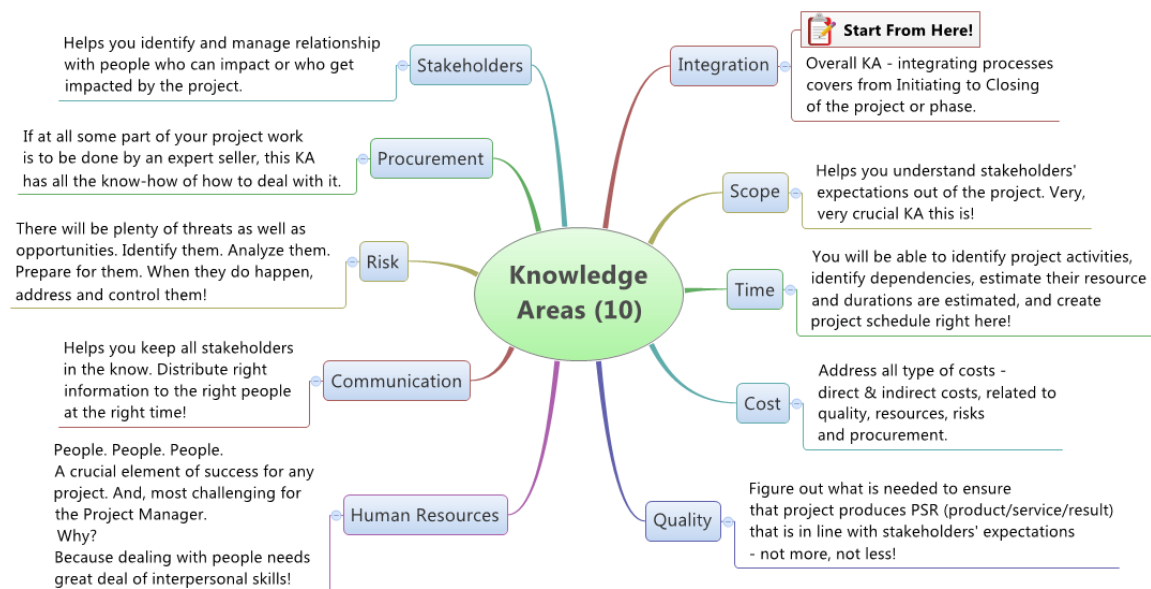 Knowledge
Areas (10)
Integration
Start From Here!
Overall KA - integrating processes
covers from Initiating to Closing
of the project or phase.
Scope
Helps you understand stakeholders'
expectations out of the project. Very,
very crucial KA this is!
Time
You will be able to identify project activities,
identify dependencies, estimate their resource
and durations are estimated, and create
project schedule right here!
Cost
Address all type of costs -
direct & indirect costs, related to
quality, resources, risks
and procurement.
Quality
Figure out what is needed to ensure
that project produces PSR (product/service/result)
that is in line with stakeholders' expectations
- not more, not less!
Human Resources
People. People. People.
A crucial element of success for any
project. And, most challenging for
the Project Manager.
Why?
Because dealing with people needs
great deal of interpersonal skills!
Communication
Helps you keep all stakeholders
in the know. Distribute right
information to the right people
at the right time!
Risk
There will be plenty of threats as well as
opportunities. Identify them. Analyze them.
Prepare for them. When they do happen,
address and control them!
Procurement
If at all some part of your project work
is to be done by an expert seller, this KA
has all the know-how of how to deal with it.
Stakeholders
Helps you identify and manage relationship
with people who can impact or who get
impacted by the project.